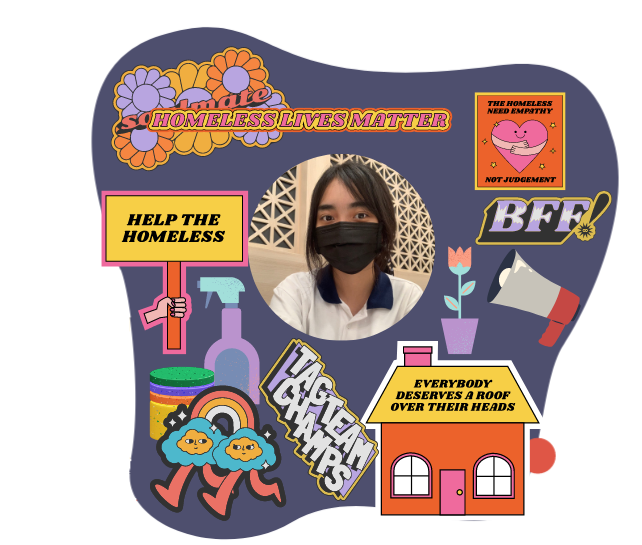 soulmate
HOMELESS LIVES MATTER
THE HOMELESS
NEED EMPATHY
NOT JUDGEMENT
BFF!
HELP THE
HOMELESS
TAG TEAM
CHAMPS
EVERYBODY
DESERVES A ROOF
OVER THEIR HEADS